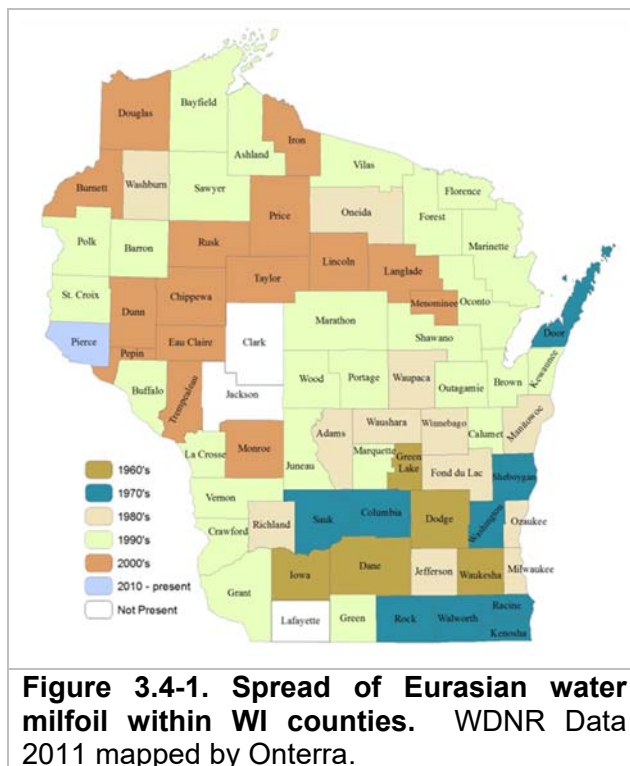 Douglas
Bayfield
Iron
Ashland
Vilas
Burnett
Washburn
Sawyer
Florence
Price
Oneida
Forest
Polk
Barron
Rusk
Marinette
Lincoln
Langlade
Taylor
St. Croix
Chippewa
Menominee
Oconto
Dunn
Marathon
Pierce
Eau Claire
Clark
Shawano
Door
Pepin
Buffalo
Wood
Portage
Waupaca
Outagamie
Brown
Kewaunee
Jackson
Trempealeau
Adams
Waushara
Winnebago
Calumet
Manitowoc
La Crosse
Monroe
Juneau
Marquette
Green
Lake
Fond du Lac
Sheboygan
Vernon
Sauk
Columbia
Dodge
Washington
Ozaukee
Crawford
Richland
Iowa
Dane
Jefferson
Waukesha
Milwaukee
Grant
Lafayette
Green
Rock
Walworth
Racine
Kenosha
1960's
1970's
1980's
1990's
2000's
2010 - present
Not Present
Figure 3.4-1. Spread of Eurasian water
milfoil within WI counties. WDNR Data
2011 mapped by Onterra.